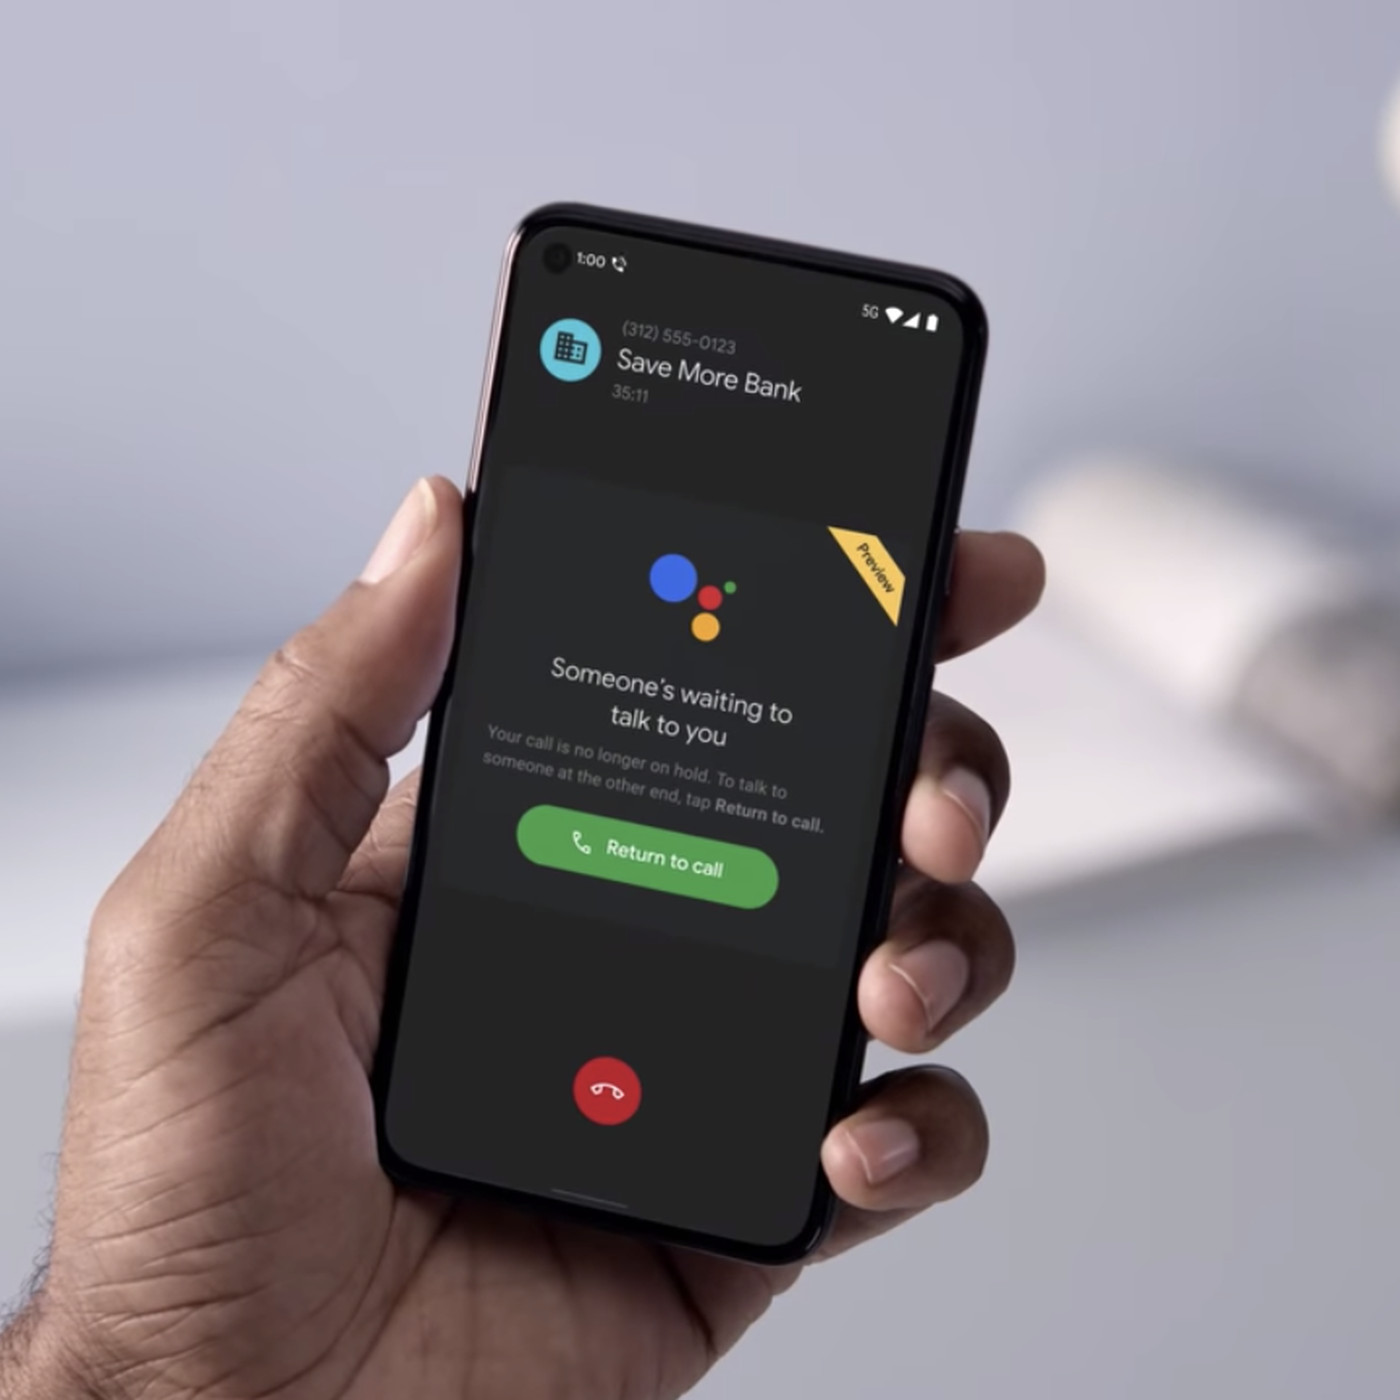 1:00
5G
(312) 555-0123
Save More Bank
35:11
Preview
Someone's waiting to
talk to you
Your call is no longer on hold. To talk to
someone at the other end, tap Return to call.
Return to call